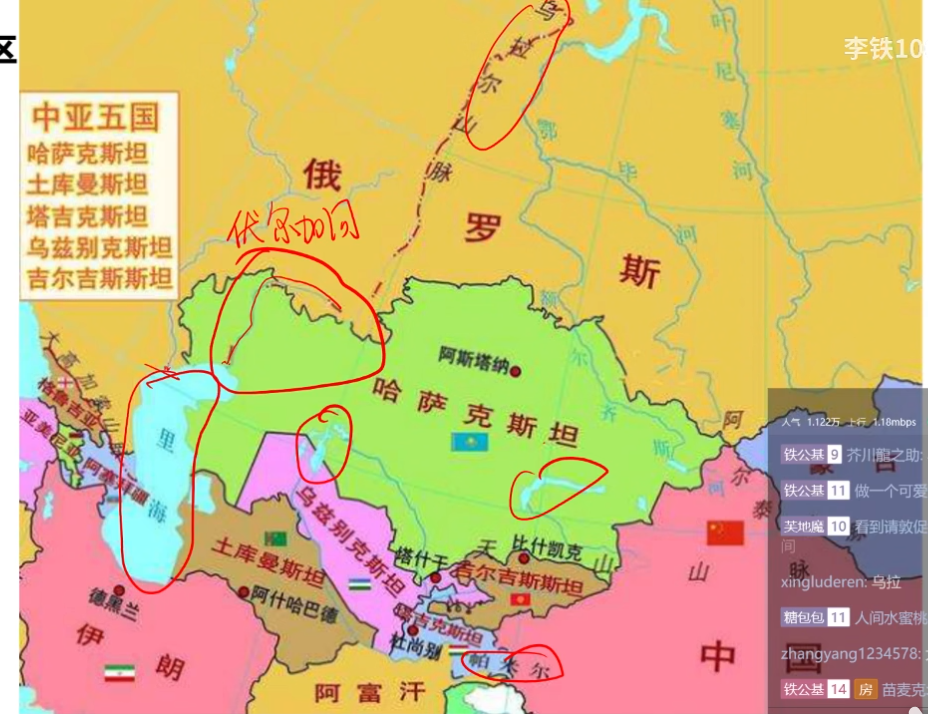 区
李铁10
中亚五国
哈萨克斯坦
土库曼斯坦
塔吉克斯坦
乌兹别克斯坦
吉尔吉斯斯坦
乌拉尔山脉
叶尼塞河
鄂毕河
俄罗斯
伏尔加河
额尔齐斯河
阿斯塔纳
哈萨克斯坦
大高加索山脉
格鲁吉亚
亚美尼亚
阿塞拜疆
里海
乌兹别克斯坦
土库曼斯坦
塔什干
天山
比什凯克
吉尔吉斯斯坦
阿尔泰山脉
德黑兰
阿什哈巴德
塔吉克斯坦
杜尚别
帕米尔
伊朗
阿富汗
中国
蒙古
人气 1.122万 上行 1.18mbps
铁公基 9 芥川龍之助:
铁公基 11 做一个可爱
芙地魔 10 看到请敦促
间
xingluderen: 乌拉
糖包包 11 人间水蜜桃
zhangyang1234578:
铁公基 14 房 苗麦克